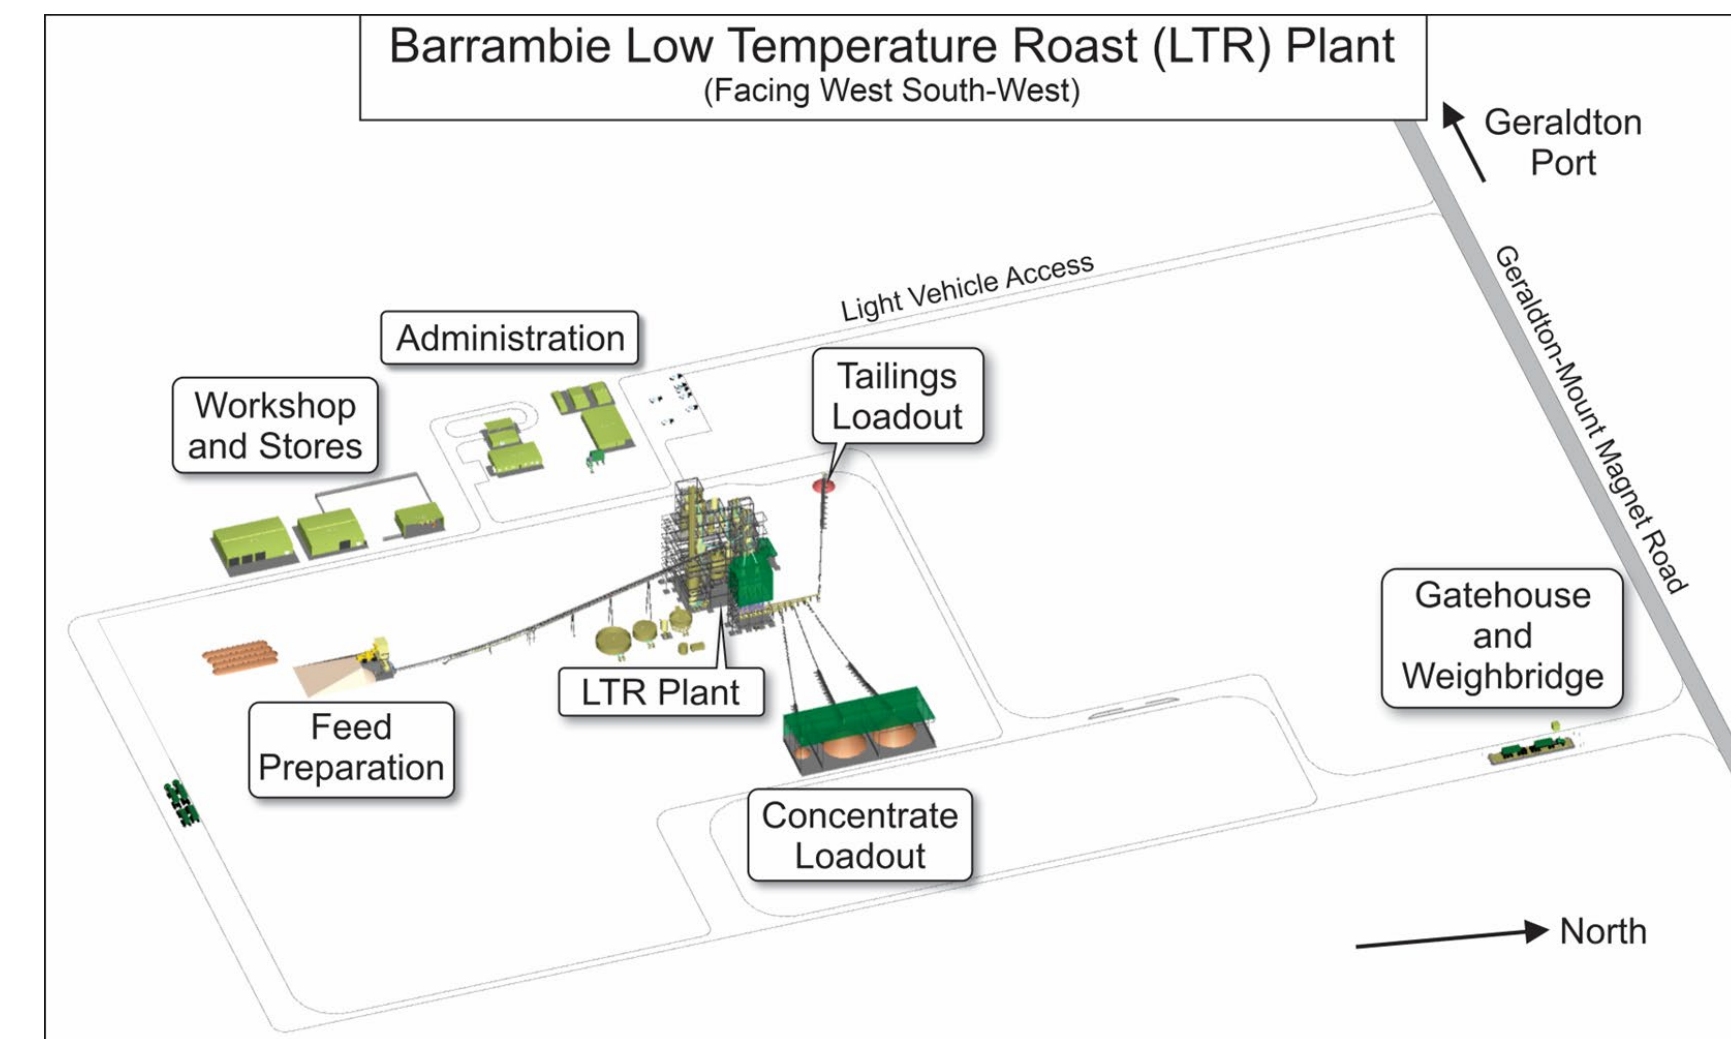 Barrambie Low Temperature Roast (LTR) Plant
(Facing West South-West)
Geraldton
Port
Light Vehicle Access
Geraldton-Mount Magnet Road
Administration
Tailings
Loadout
Workshop
and Stores
Gatehouse
and
Weighbridge
LTR Plant
Feed
Preparation
Concentrate
Loadout
North